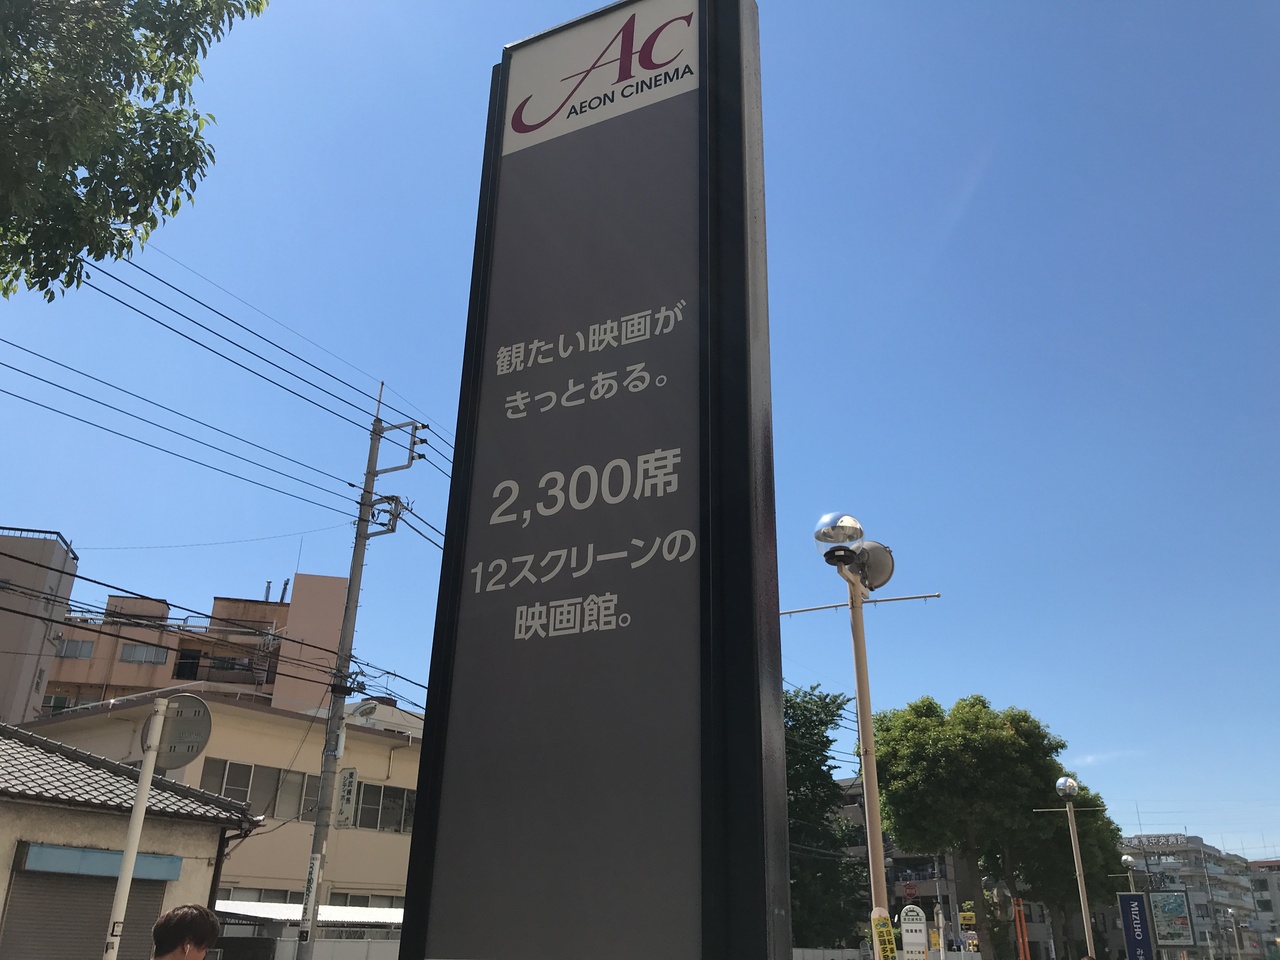 AC
AEON CINEMA
観たい映画が
きっとある。
2,300席
12スクリーンの
映画館。
MIZUHO